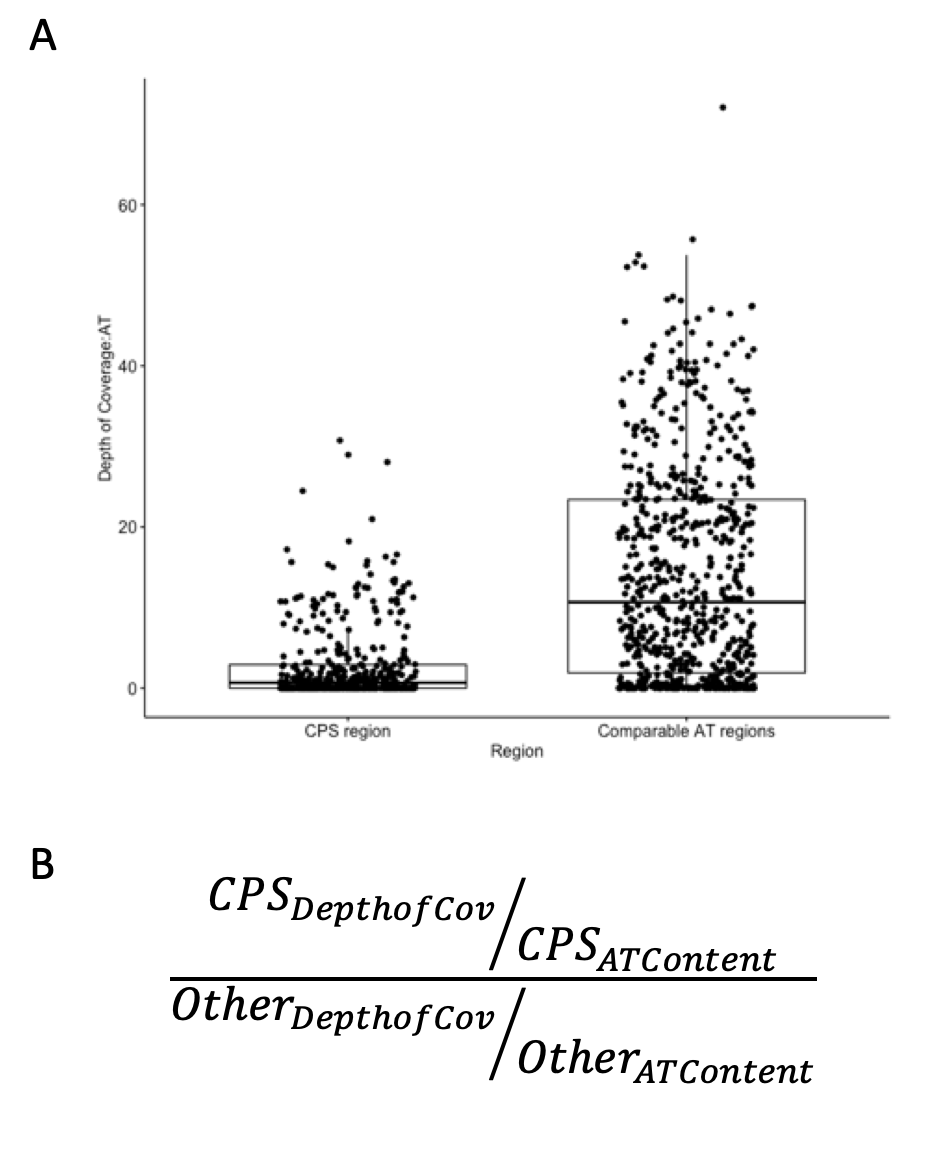 A
60
40
20
0
Depth of Coverage:AT
CPS region Comparable AT regions
Region
B
CPS_DepthofCov / CPS_ATContent
Other_DepthofCov / Other_ATContent